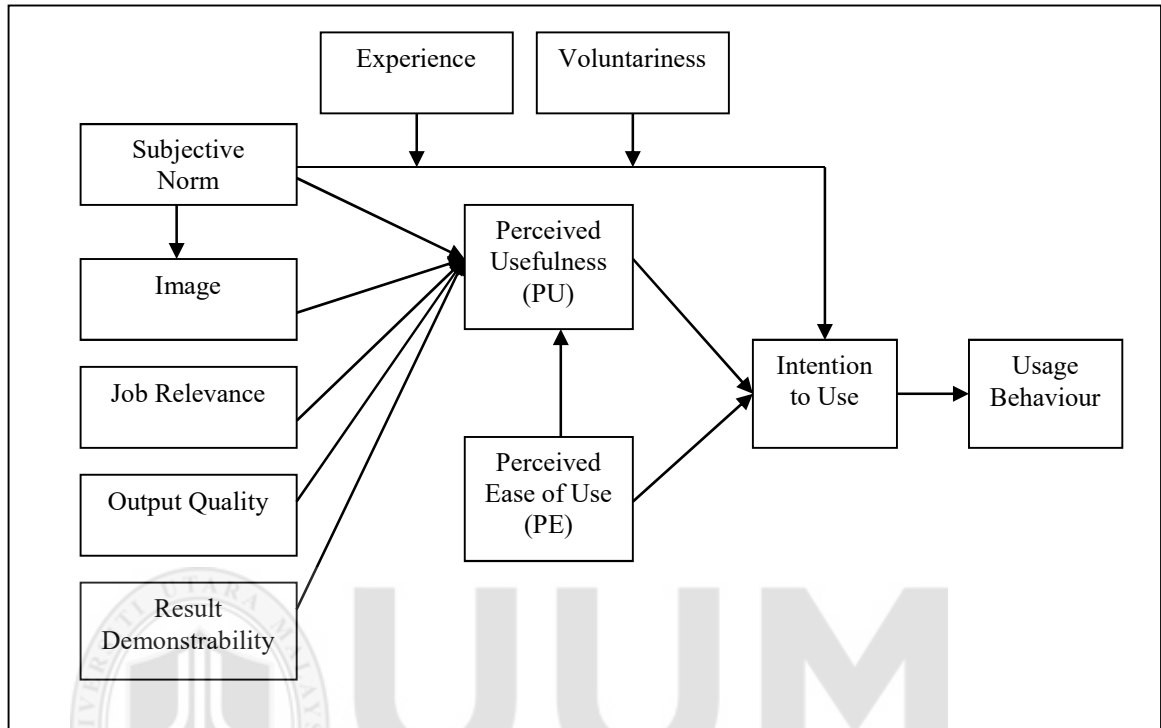 Experience
Voluntariness
Subjective
Norm
Perceived
Usefulness
(PU)
Image
Intention
to Use
Usage
Behaviour
Job Relevance
Perceived
Ease of Use
(PE)
Output Quality
Result
Demonstrability
UUM
UTARA